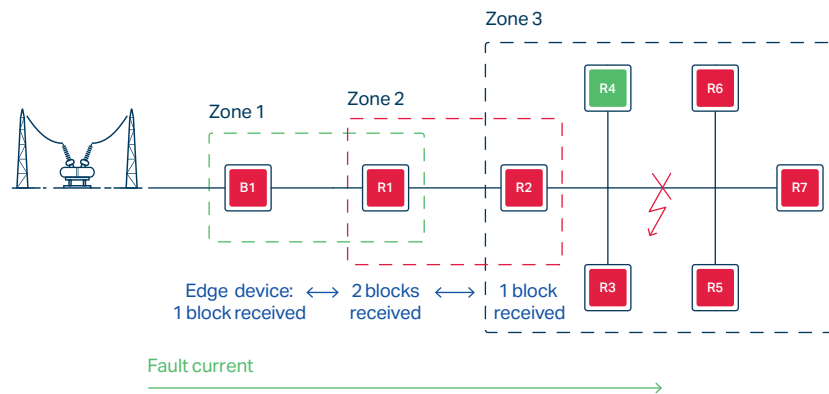 Zone 3
Zone 1
Zone 2
R4
R6
B1
R1
R2
R7
R3
R5
Edge device:
1 block received
2 blocks
received
1 block
received
Fault current